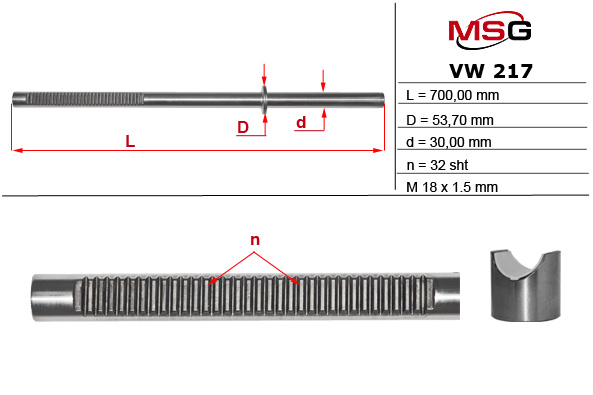 MSG
VW 217
L = 700,00 mm
D = 53,70 mm
d = 30,00 mm
n = 32 sht
M 18 x 1.5 mm
D
d
L
n